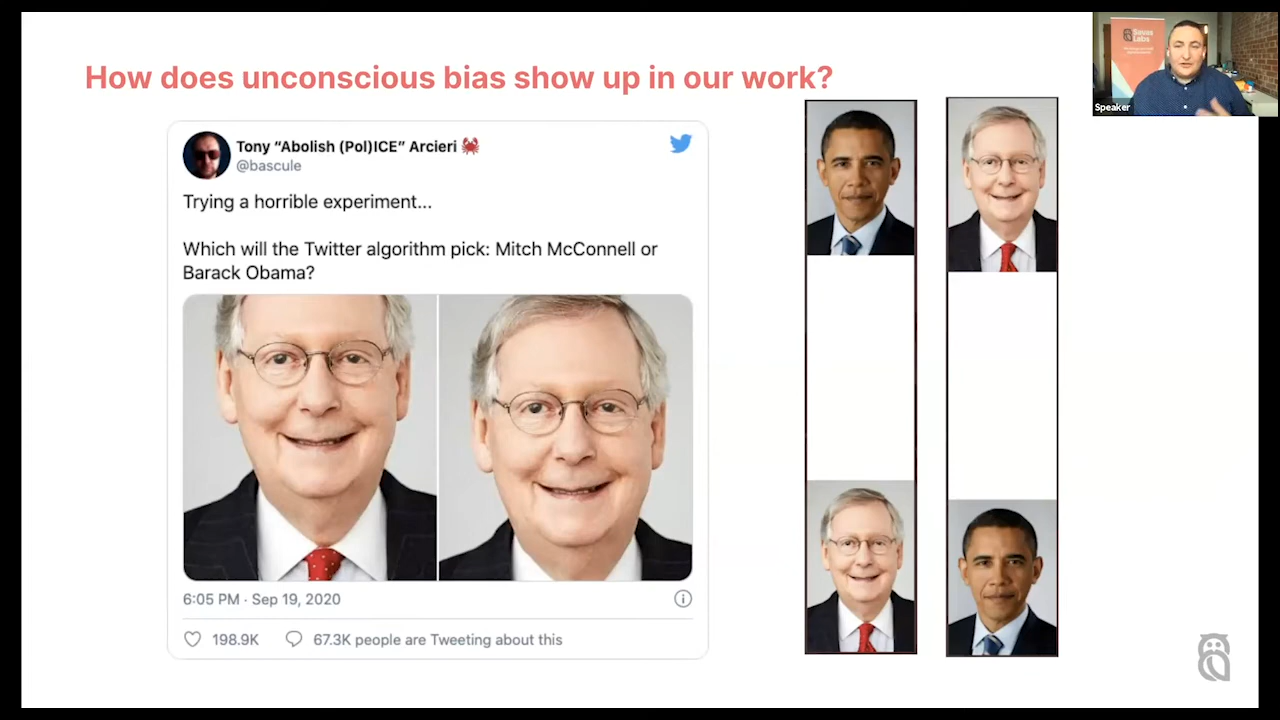 How does unconscious bias show up in our work?
Tony “Abolish (Pol)ICE” Arcieri 🦀
@bascule
Trying a horrible experiment...
Which will the Twitter algorithm pick: Mitch McConnell or
Barack Obama?
6:05 PM · Sep 19, 2020
198.9K
67.3K people are Tweeting about this
Savas
Labs
Speaker